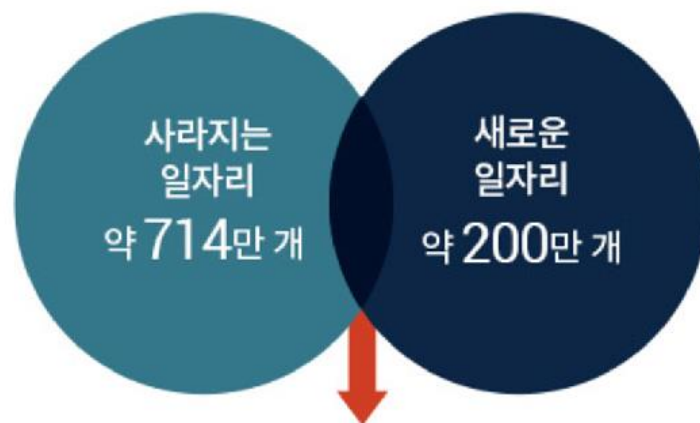 사라지는
일자리
약 714만 개
새로운
일자리
약 200만 개